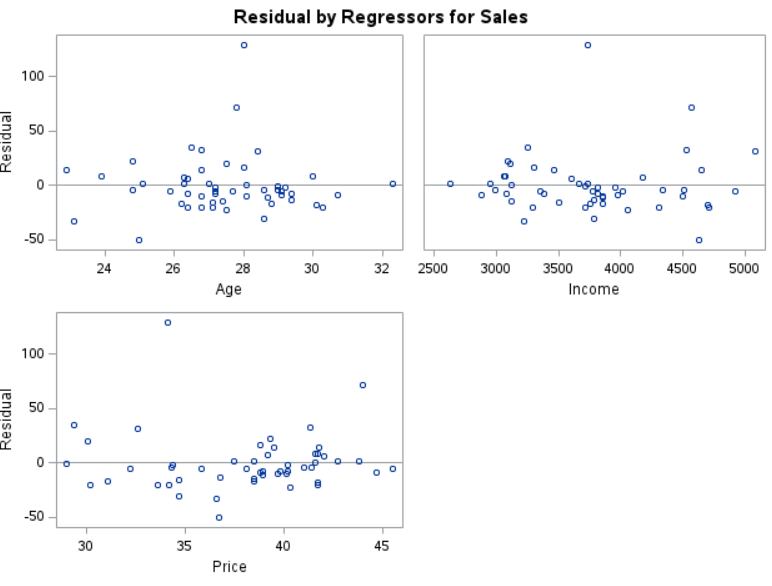 Residual by Regressors for Sales
Residual
100
50
0
-50
24 26 28 30 32
Age
2500 3000 3500 4000 4500 5000
Income
Residual
100
50
0
-50
30 35 40 45
Price